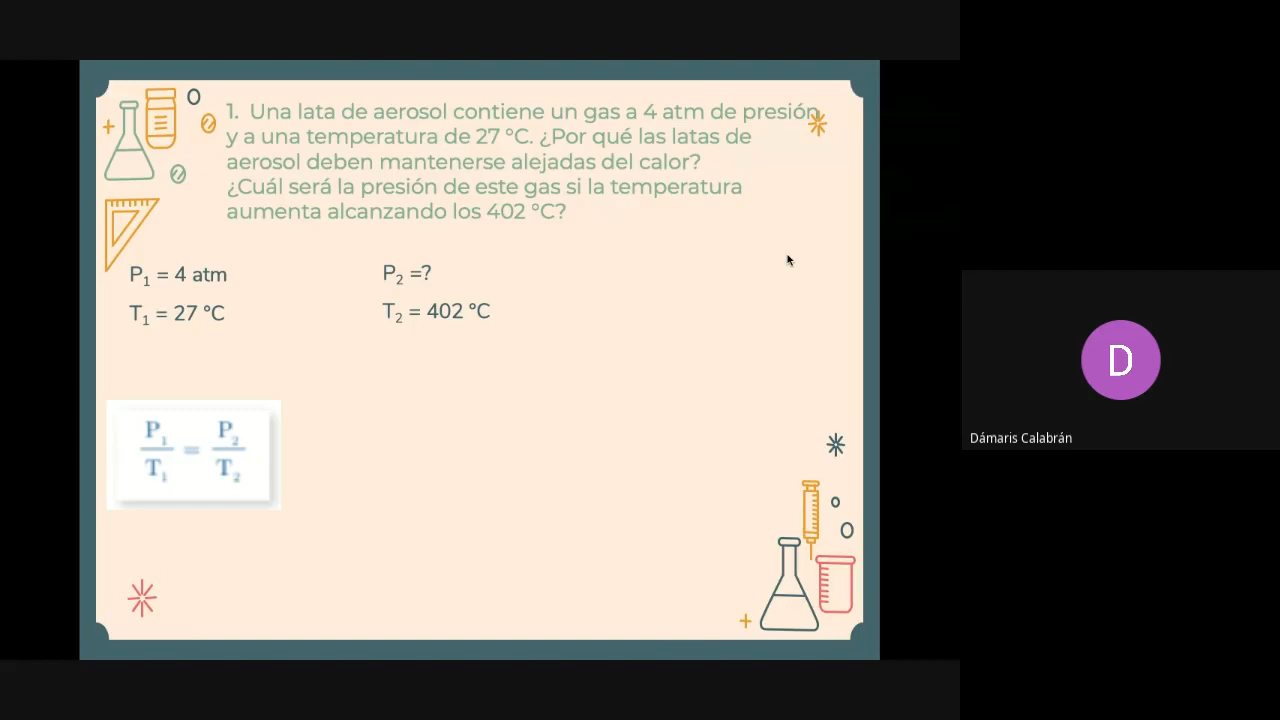 1.  Una lata de aerosol contiene un gas a 4 atm de presión
y a una temperatura de 27 °C. ¿Por qué las latas de
aerosol deben mantenerse alejadas del calor?
¿Cuál será la presión de este gas si la temperatura
aumenta alcanzando los 402 °C?
P₁ = 4 atm
P₂ =?
T₁ = 27 °C
T₂ = 402 °C
P₁ P₂
=
T₁ T₂
D
Dámaris Calabrán